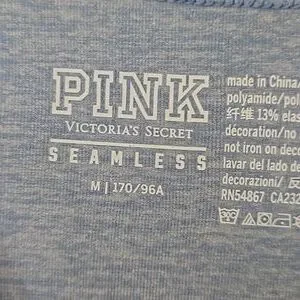 PINK
VICTORIA'S SECRET
SEAMLESS
M | 170/96A
made in China/
polyamide/pol
纤维 13% elas
décoration/no
not iron on deco
lavar del lado de
decorazioni/
RN54867 CA232